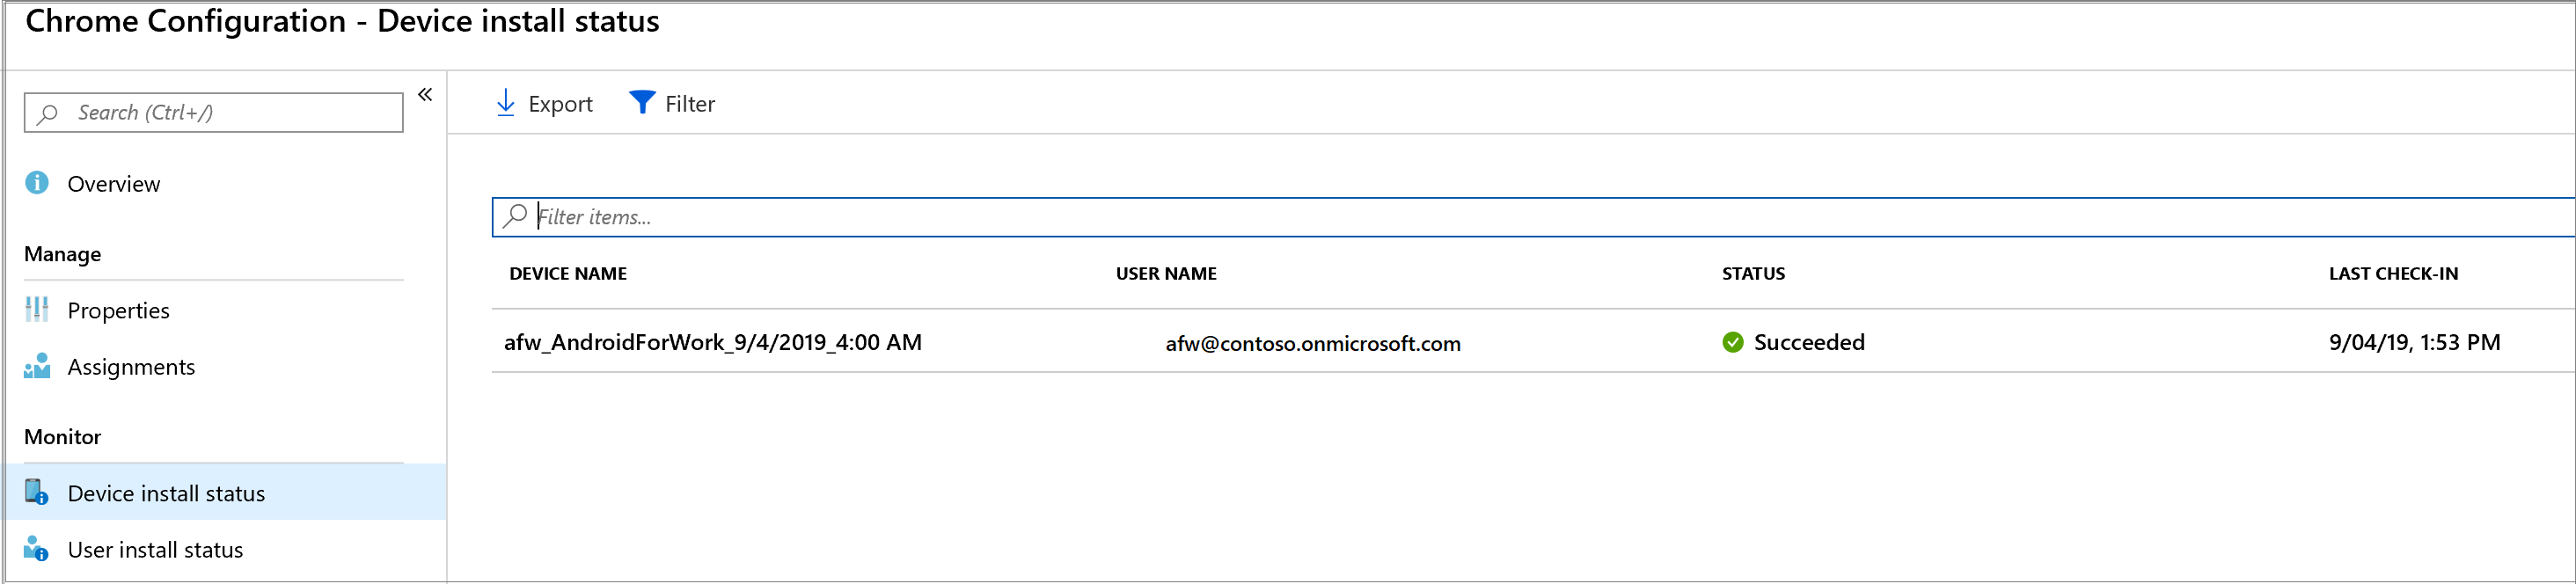 Chrome Configuration - Device install status
Search (Ctrl+/)
«
Overview
Manage
Properties
Assignments
Monitor
Device install status
User install status
Export
Filter
Filter items...
DEVICE NAME USER NAME STATUS LAST CHECK-IN
afw_AndroidForWork_9/4/2019_4:00 AM afw@contoso.onmicrosoft.com Succeeded 9/04/19, 1:53 PM